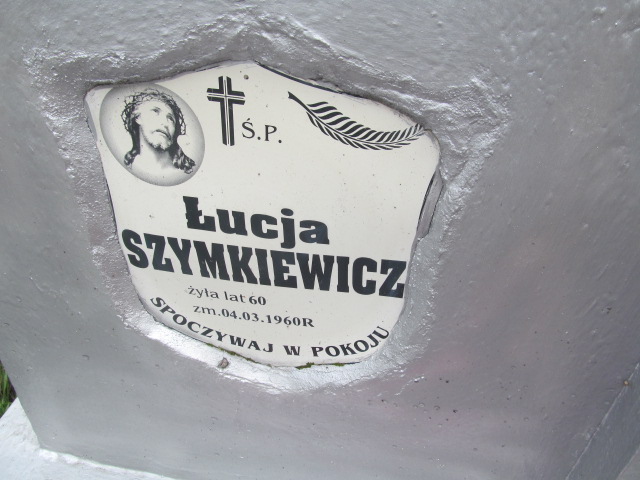 Ś.P.
Łucja
SZYMKIEWICZ
żyła lat 60
zm. 04.03.1960R
SPOCZYWAJ W POKOJU